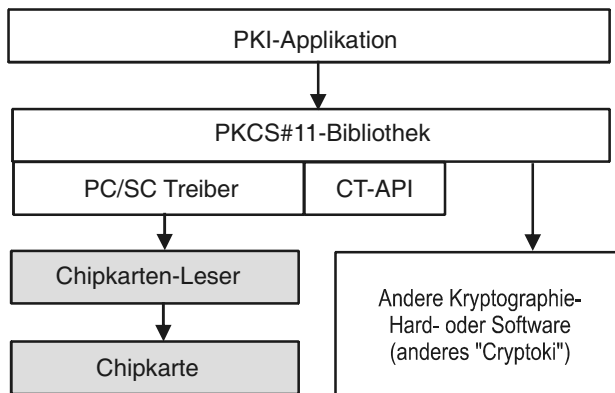 PKI-Applikation
PKCS#11-Bibliothek
PC/SC Treiber
CT-API
Chipkarten-Leser
Chipkarte
Andere Kryptographie-
Hard- oder Software
(anderes "Cryptoki")